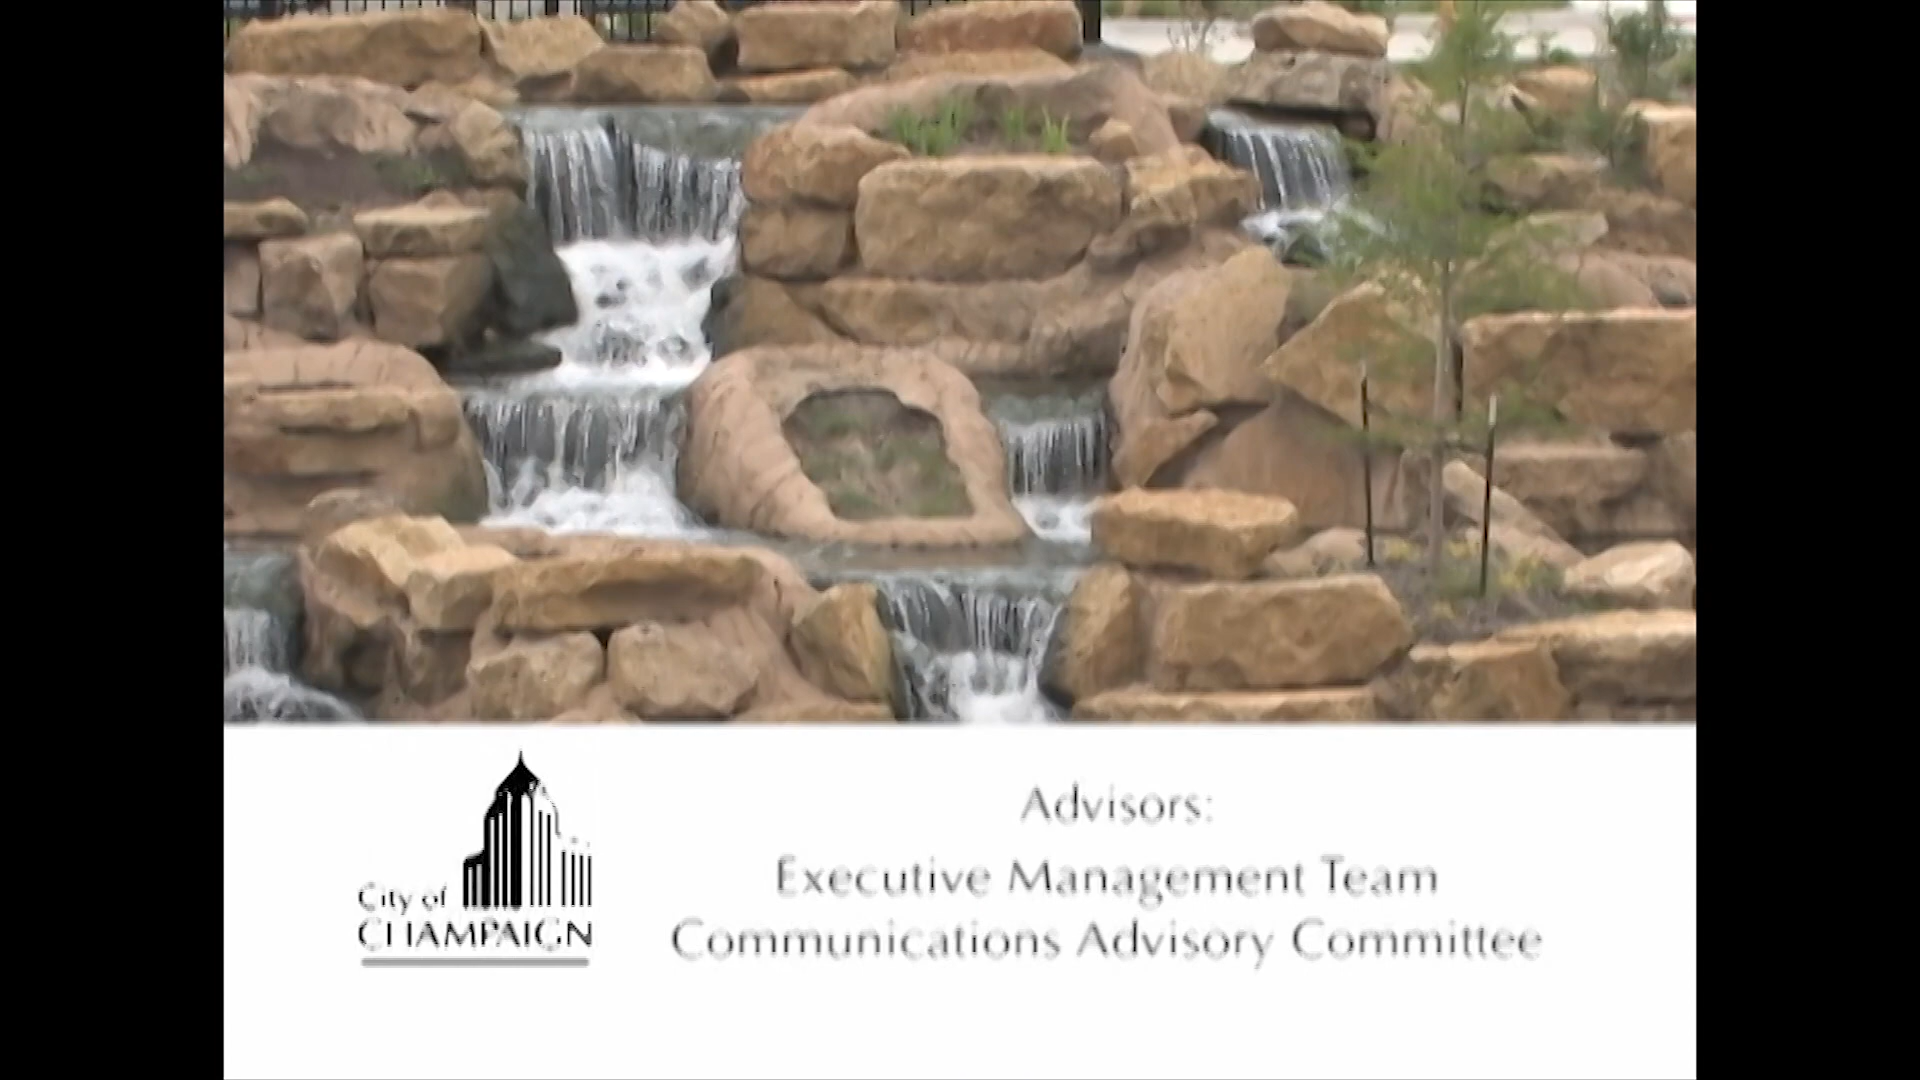 City of
CHAMPAIGN
Advisors:
Executive Management Team
Communications Advisory Committee